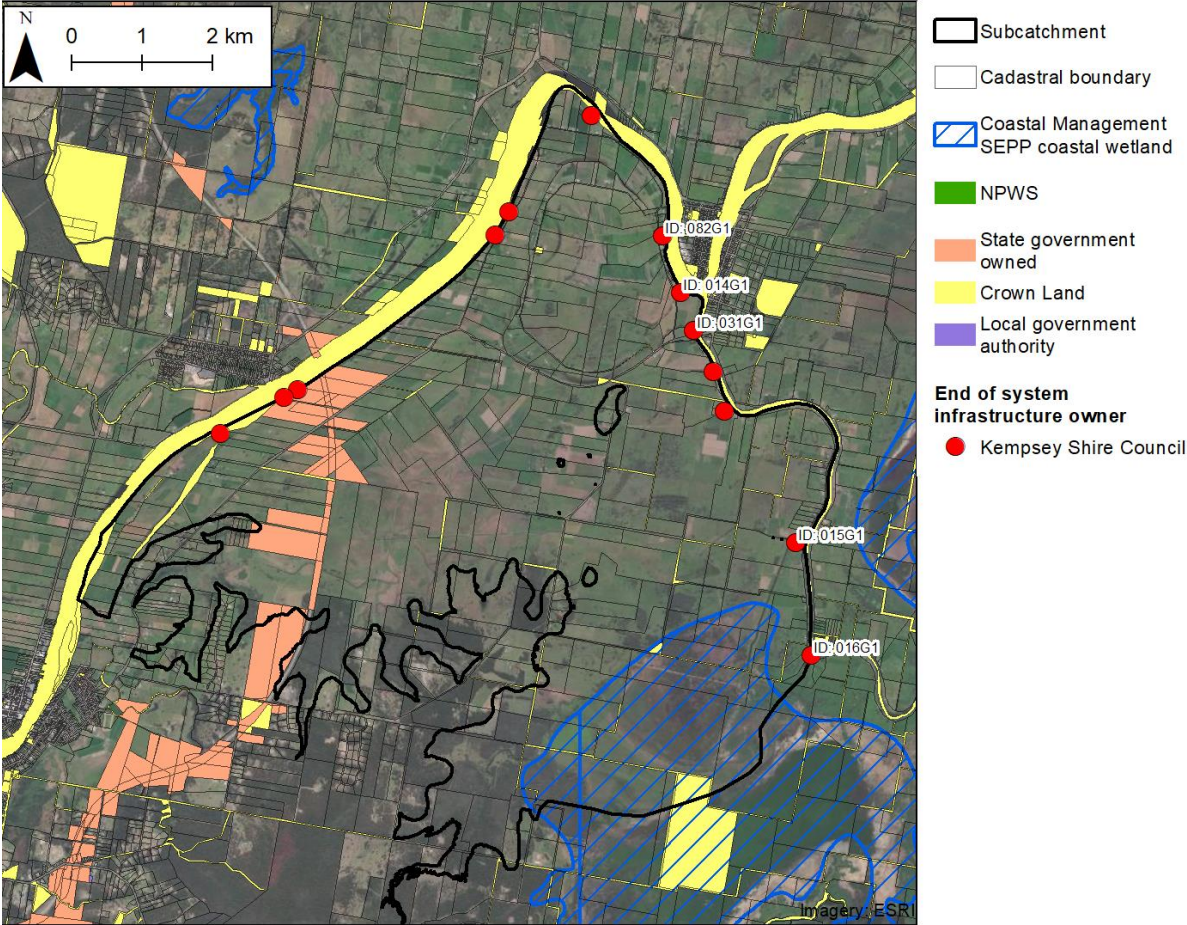 N
0 1 2 km
ID: 082G1
ID: 014G1
ID: 031G1
ID: 015G1
ID: 016G1
Imagery: ESRI
Subcatchment
Cadastral boundary
Coastal Management
SEPP coastal wetland
NPWS
State government
owned
Crown Land
Local government
authority
End of system
infrastructure owner
Kempsey Shire Council